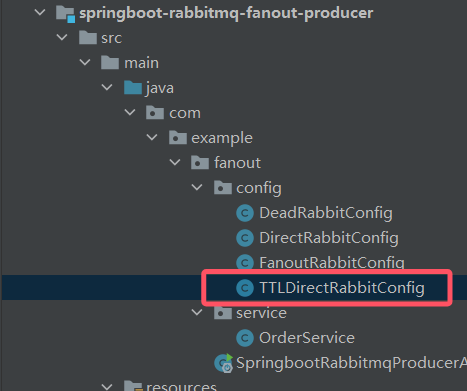 springboot-rabbitmq-fanout-producer
src
main
java
com
example
fanout
config
C DeadRabbitConfig
C DirectRabbitConfig
C FanoutRabbitConfig
C TTLDirectRabbitConfig
service
C OrderService
SpringbootRabbitmqProducerA
resources